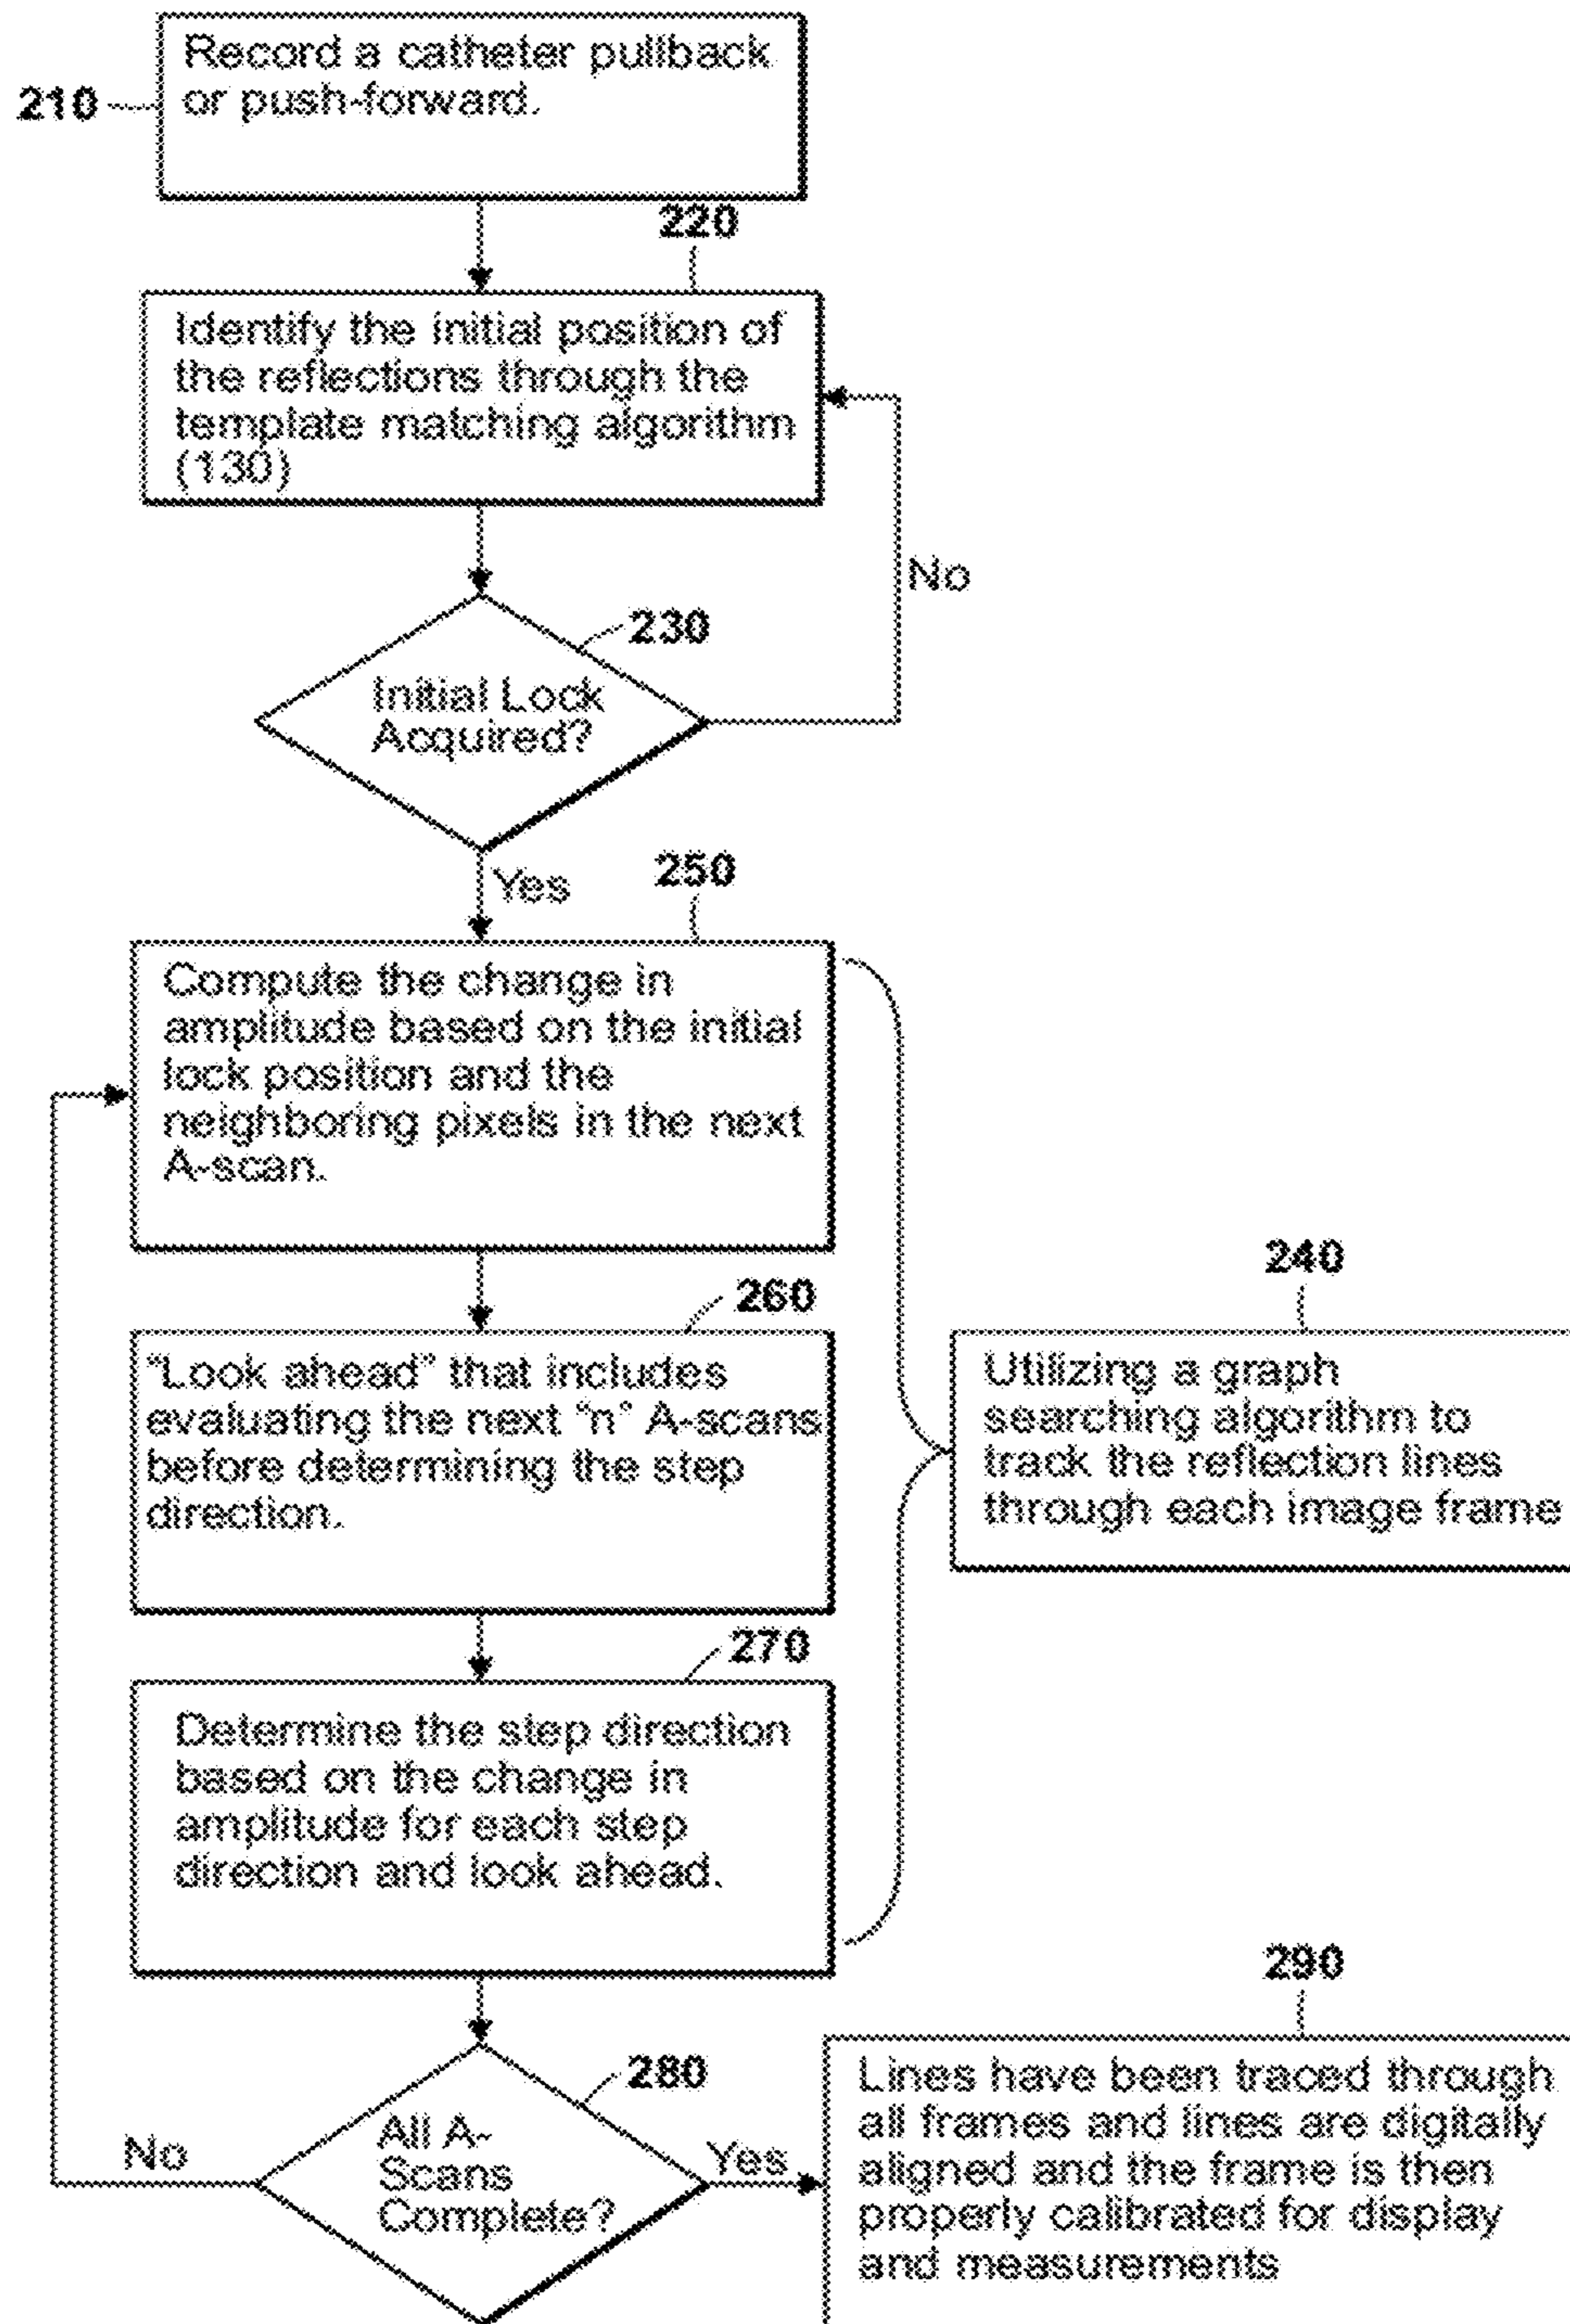 Record a catheter pullback
or push-forward.
210
220
Identify the initial position of
the reflections through the
template matching algorithm
(130)
No
230
Initial Lock
Acquired?
Yes
250
Compute the change in
amplitude based on the initial
lock position and the
neighboring pixels in the next
A-scan.
260
"Look ahead" that includes
evaluating the next "n" A-scans
before determining the step
direction.
240
Utilizing a graph
searching algorithm to
track the reflection lines
through each image frame
270
Determine the step direction
based on the change in
amplitude for each step
direction and look ahead.
280
All A-
Scans
Complete?
No
Yes
290
Lines have been traced through
all frames and lines are digitally
aligned and the frame is then
properly calibrated for display
and measurements